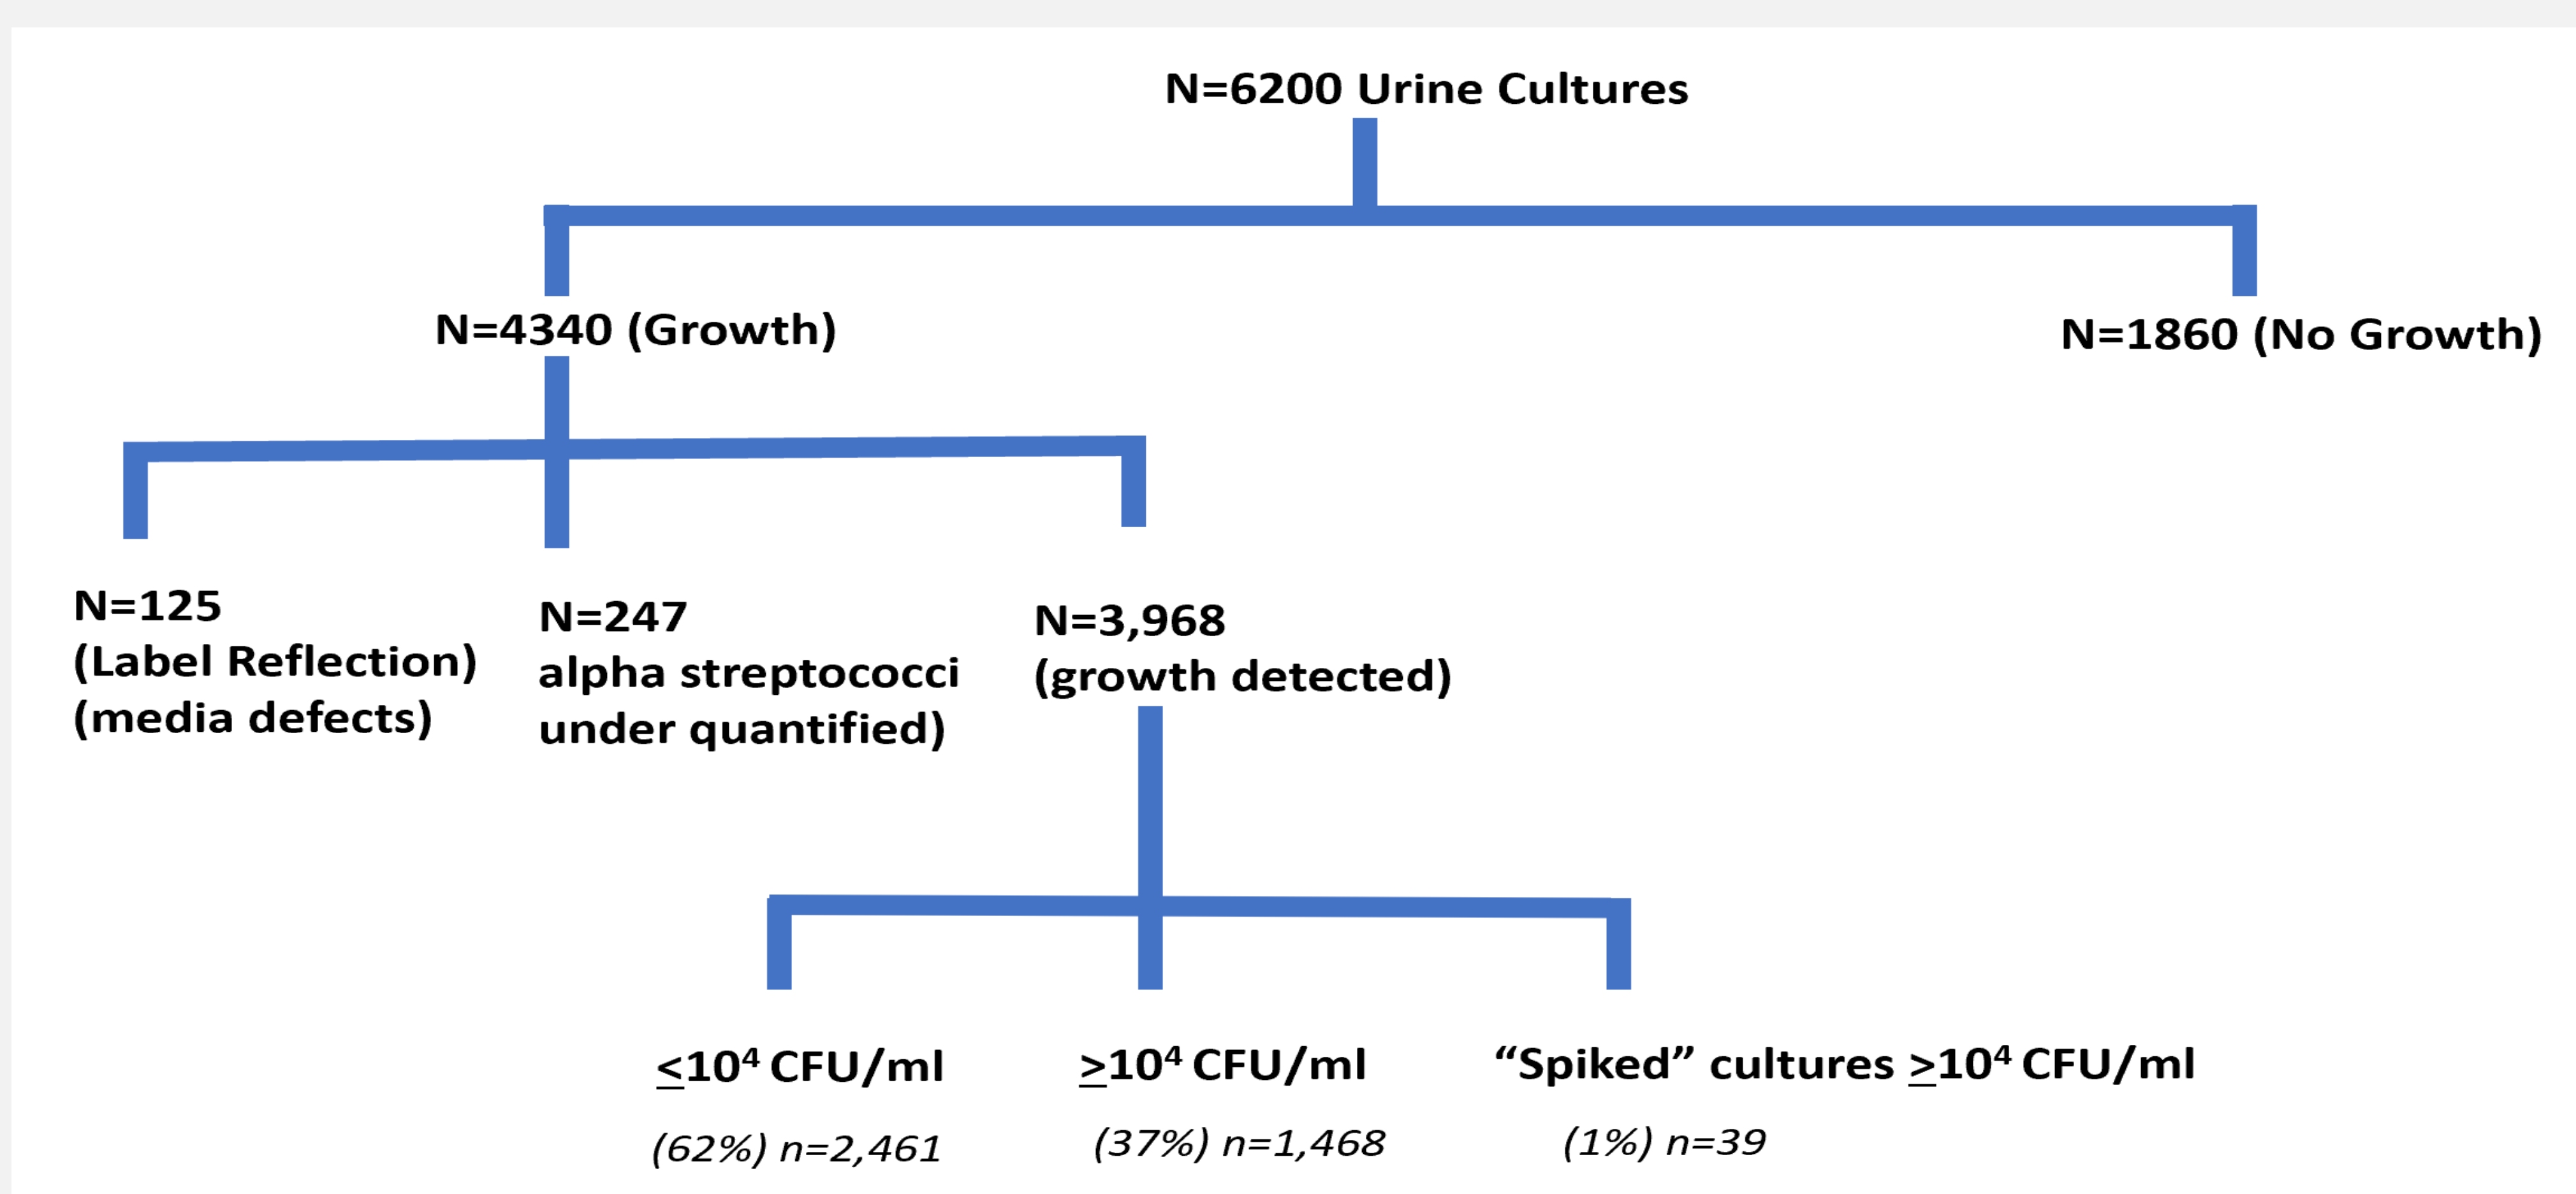 N=6200 Urine Cultures
N=4340 (Growth)
N=1860 (No Growth)
N=125
(Label Reflection)
(media defects)
N=247
alpha streptococci
under quantified)
N=3,968
(growth detected)
≤10⁴ CFU/ml
(62%) n=2,461
≥10⁴ CFU/ml
(37%) n=1,468
“Spiked” cultures ≥10⁴ CFU/ml
(1%) n=39